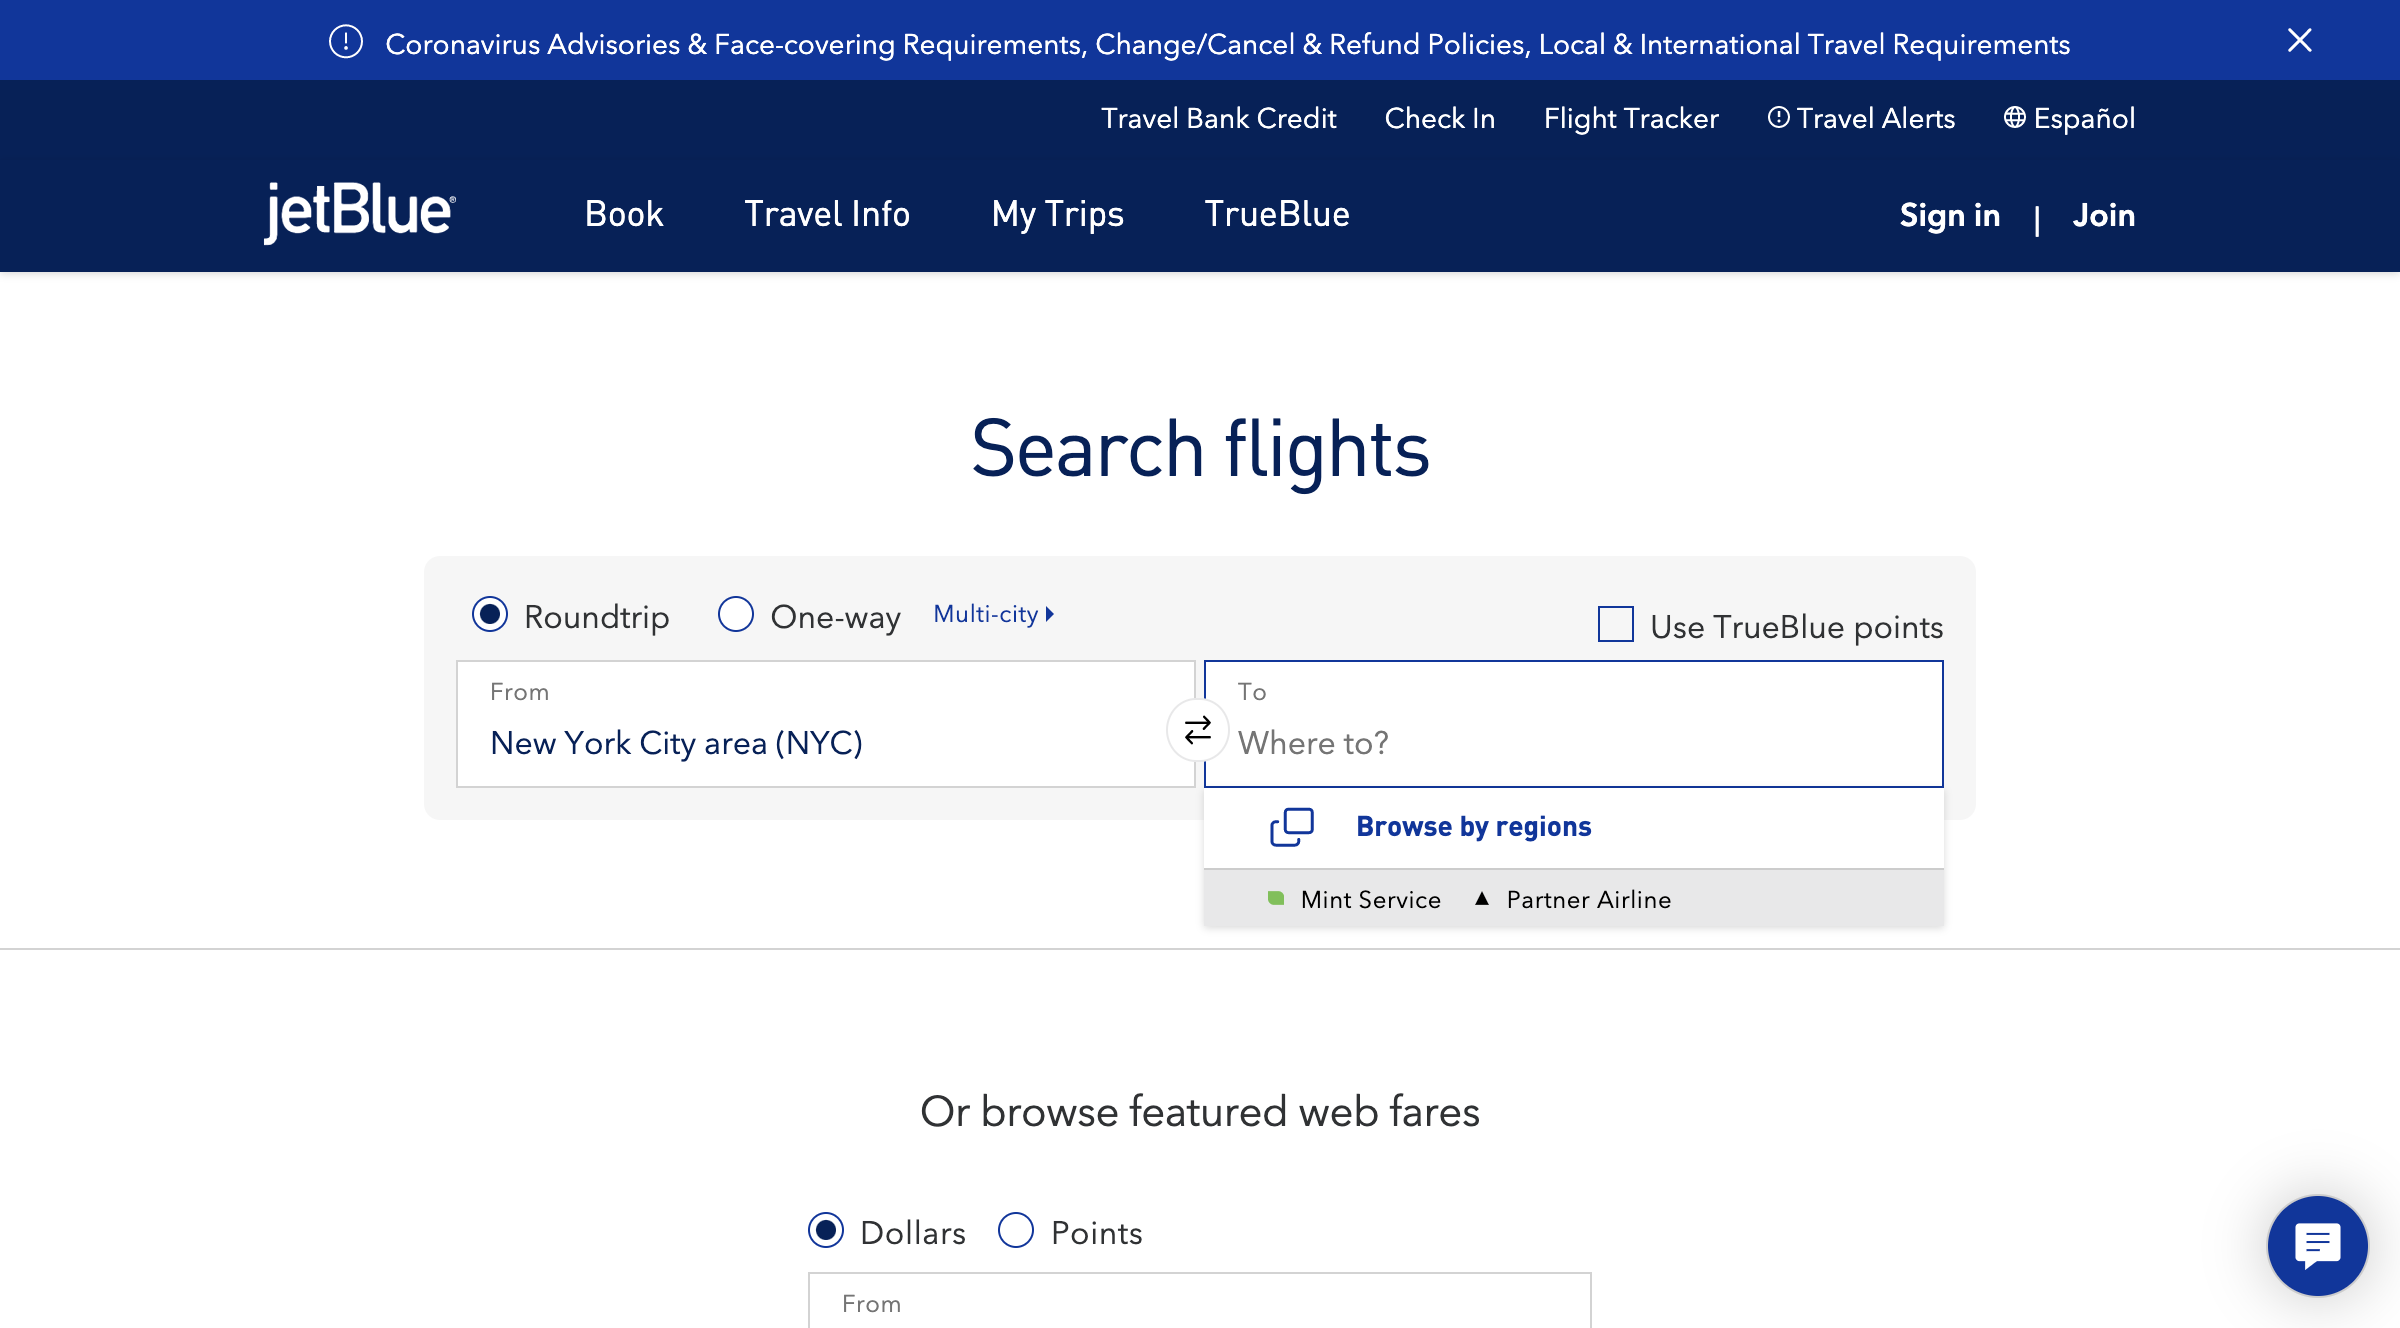 Coronavirus Advisories & Face-covering Requirements, Change/Cancel & Refund Policies, Local & International Travel Requirements
Travel Bank Credit Check In Flight Tracker Travel Alerts Español
jetBlue® Book Travel Info My Trips TrueBlue Sign in | Join
Search flights
Roundtrip One-way Multi-city Use TrueBlue points
From To
New York City area (NYC) Where to?
Browse by regions
Mint Service Partner Airline
Or browse featured web fares
Dollars Points
From